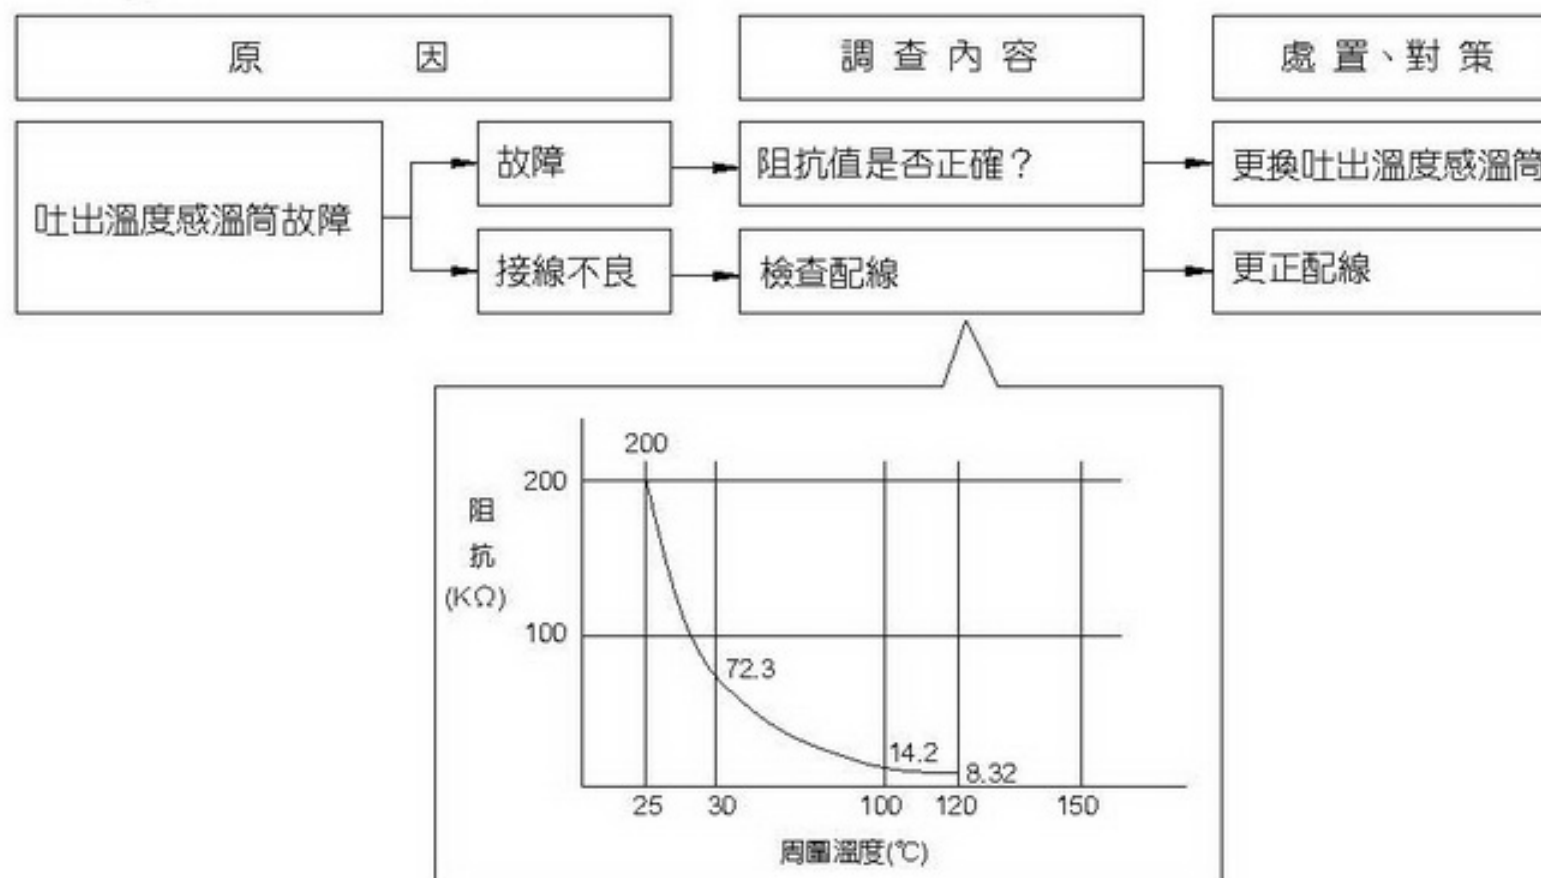 原因
調查內容
處置、對策
吐出溫度感溫筒故障
故障
阻抗值是否正確？
更換吐出溫度感溫筒
接線不良
檢查配線
更正配線
200
200
阻
抗
(KΩ)
100
72.3
14.2
8.32
25 30 100 120 150
周圍溫度(℃)